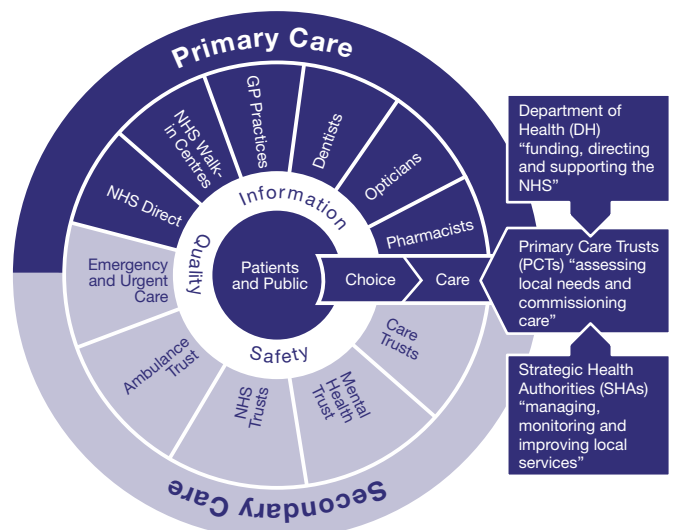 Primary Care
NHS Direct
NHS Walk-
in Centres
GP Practices
Dentists
Opticians
Pharmacists
Information
Quality
Safety
Patients
and Public
Choice
Care
Emergency
and Urgent
Care
Ambulance
Trust
NHS
Trusts
Mental
Health
Trust
Care
Trusts
Secondary Care
Department of
Health (DH)
“funding, directing
and supporting the
NHS”
Primary Care Trusts
(PCTs) “assessing
local needs and
commissioning
care”
Strategic Health
Authorities (SHAs)
“managing,
monitoring and
improving local
services”